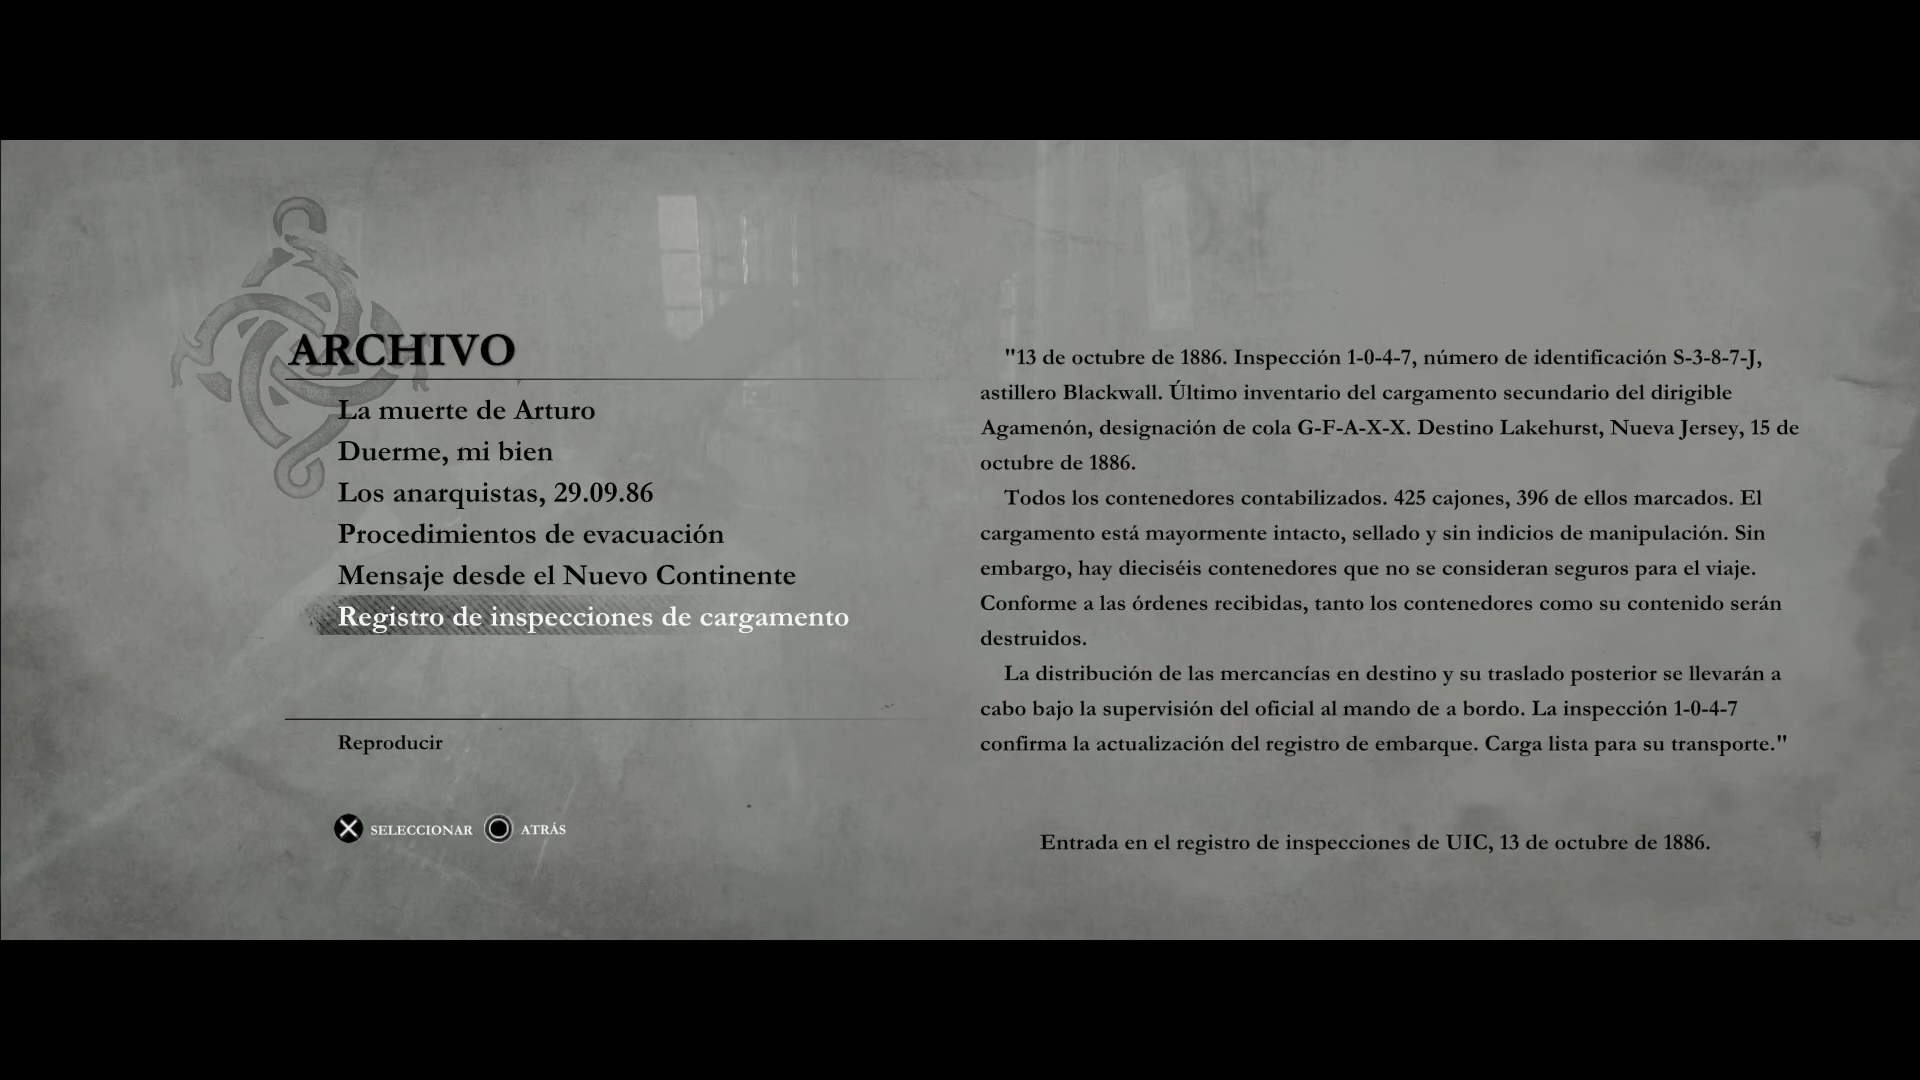 ARCHIVO
La muerte de Arturo
Duerme, mi bien
Los anarquistas, 29.09.86
Procedimientos de evacuación
Mensaje desde el Nuevo Continente
Registro de inspecciones de cargamento
Reproducir
SELECCIONAR ATRÁS
"13 de octubre de 1886. Inspección 1-0-4-7, número de identificación S-3-8-7-J,
astillero Blackwall. Último inventario del cargamento secundario del dirigible
Agamenón, designación de cola G-F-A-X-X. Destino Lakehurst, Nueva Jersey, 15 de
octubre de 1886.
Todos los contenedores contabilizados. 425 cajones, 396 de ellos marcados. El
cargamento está mayormente intacto, sellado y sin indicios de manipulación. Sin
embargo, hay dieciséis contenedores que no se consideran seguros para el viaje.
Conforme a las órdenes recibidas, tanto los contenedores como su contenido serán
destruidos.
La distribución de las mercancías en destino y su traslado posterior se llevarán a
cabo bajo la supervisión del oficial al mando de a bordo. La inspección 1-0-4-7
confirma la actualización del registro de embarque. Carga lista para su transporte."
Entrada en el registro de inspecciones de UIC, 13 de octubre de 1886.